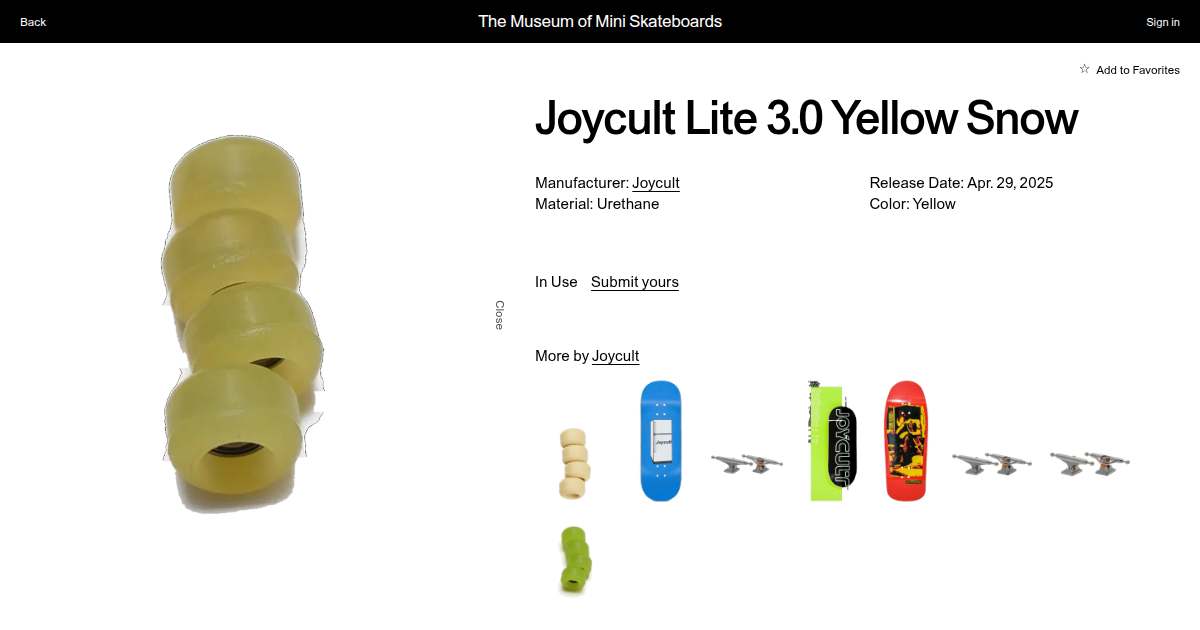 Back
The Museum of Mini Skateboards
Sign in
☆ Add to Favorites
Joycult Lite 3.0 Yellow Snow
Manufacturer: Joycult
Release Date: Apr. 29, 2025
Material: Urethane
Color: Yellow
In Use Submit yours
Close
More by Joycult
Joycult
JOYCULT